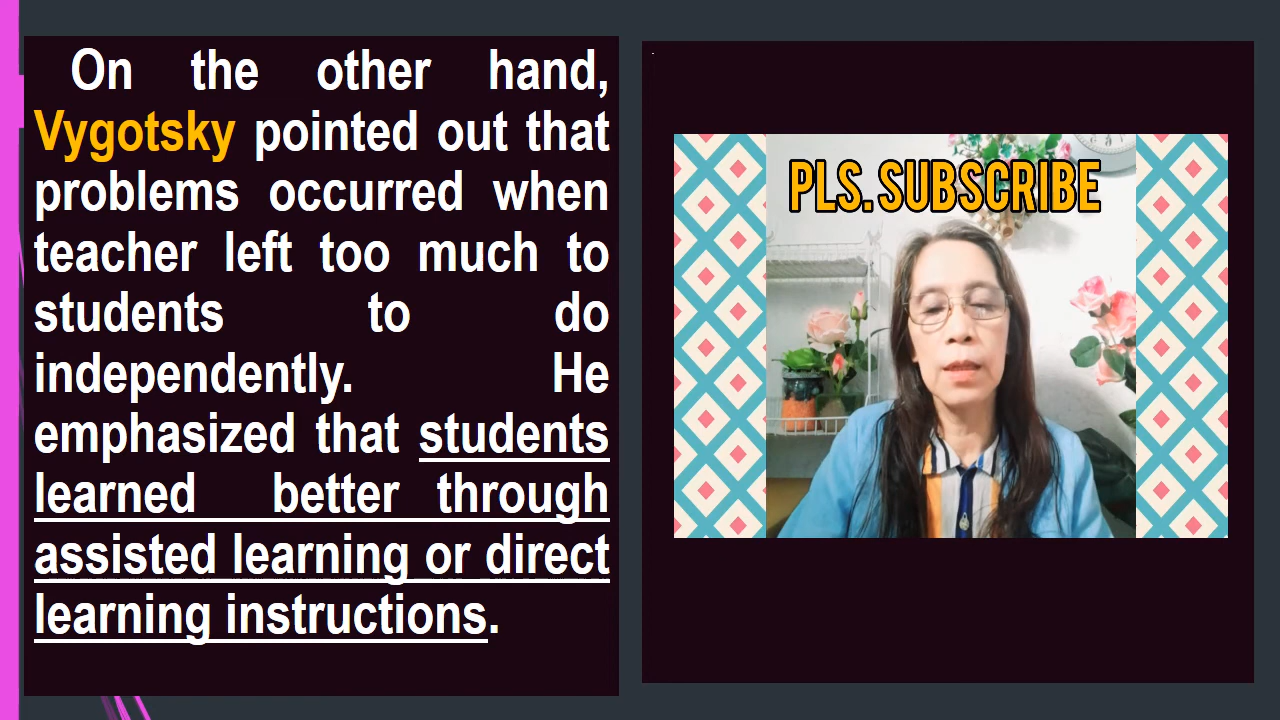 On the other hand,
Vygotsky pointed out that
problems occurred when
teacher left too much to
students to do
independently. He
emphasized that students
learned better through
assisted learning or direct
learning instructions.
PLS. SUBSCRIBE